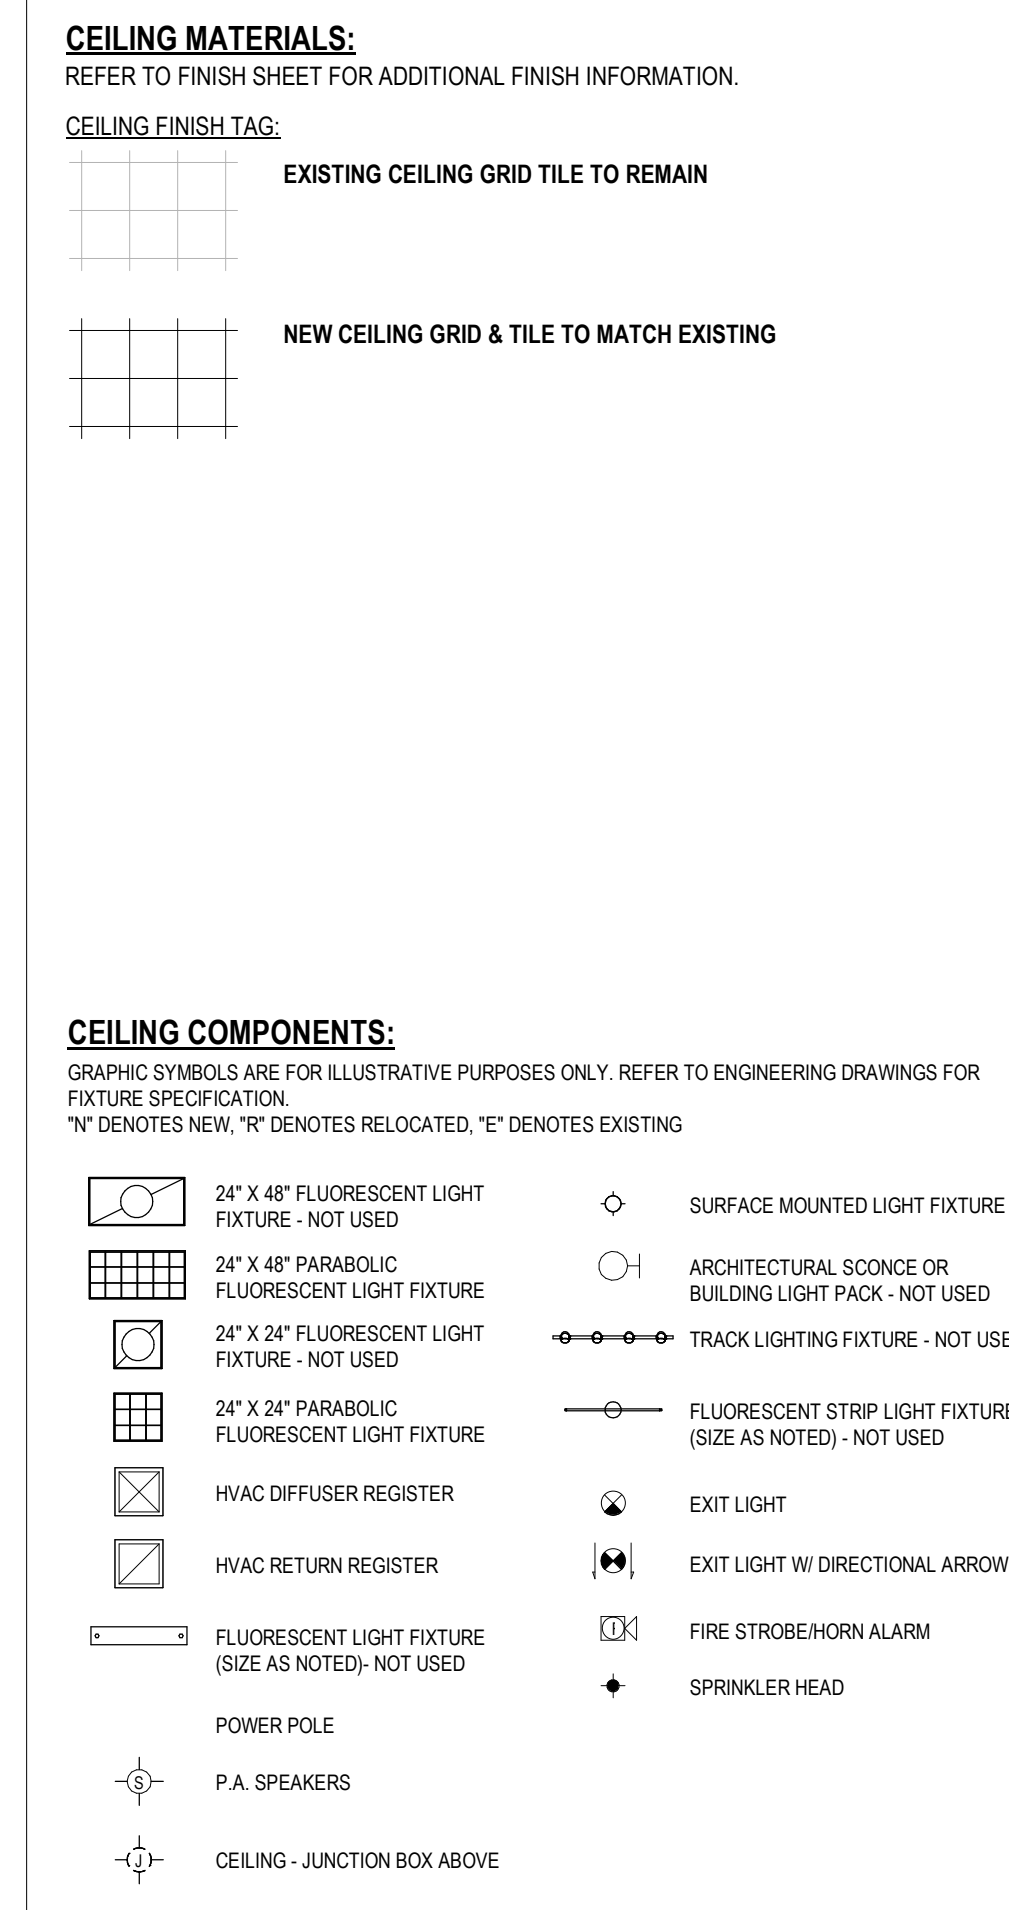 CEILING MATERIALS:
REFER TO FINISH SHEET FOR ADDITIONAL FINISH INFORMATION.
CEILING FINISH TAG:
EXISTING CEILING GRID TILE TO REMAIN
NEW CEILING GRID & TILE TO MATCH EXISTING
CEILING COMPONENTS:
GRAPHIC SYMBOLS ARE FOR ILLUSTRATIVE PURPOSES ONLY. REFER TO ENGINEERING DRAWINGS FOR
FIXTURE SPECIFICATION.
"N" DENOTES NEW, "R" DENOTES RELOCATED, "E" DENOTES EXISTING
24" X 48" FLUORESCENT LIGHT
FIXTURE - NOT USED
24" X 48" PARABOLIC
FLUORESCENT LIGHT FIXTURE
24" X 24" FLUORESCENT LIGHT
FIXTURE - NOT USED
24" X 24" PARABOLIC
FLUORESCENT LIGHT FIXTURE
HVAC DIFFUSER REGISTER
HVAC RETURN REGISTER
FLUORESCENT LIGHT FIXTURE
(SIZE AS NOTED)- NOT USED
POWER POLE
S
P.A. SPEAKERS
J
CEILING - JUNCTION BOX ABOVE
SURFACE MOUNTED LIGHT FIXTURE
ARCHITECTURAL SCONCE OR
BUILDING LIGHT PACK - NOT USED
TRACK LIGHTING FIXTURE - NOT USE
FLUORESCENT STRIP LIGHT FIXTURE
(SIZE AS NOTED) - NOT USED
EXIT LIGHT
EXIT LIGHT W/ DIRECTIONAL ARROW
FIRE STROBE/HORN ALARM
SPRINKLER HEAD